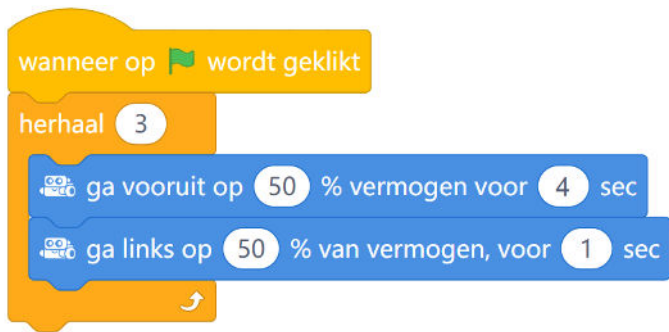 wanneer op wordt geklikt
herhaal 3
ga vooruit op 50 % vermogen voor 4 sec
ga links op 50 % van vermogen, voor 1 sec